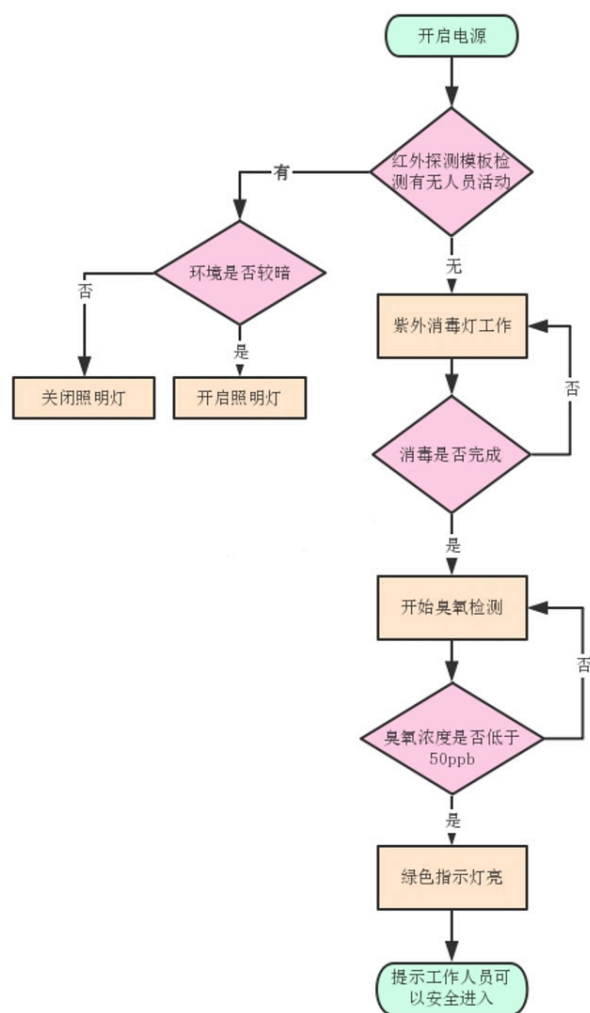 开启电源
红外探测模板检
测有无人员活动
有
无
环境是否较暗
否
是
关闭照明灯
开启照明灯
紫外消毒灯工作
否
消毒是否完成
是
开始臭氧检测
否
臭氧浓度是否低于
50ppb
是
绿色指示灯亮
提示工作人员可
以安全进入